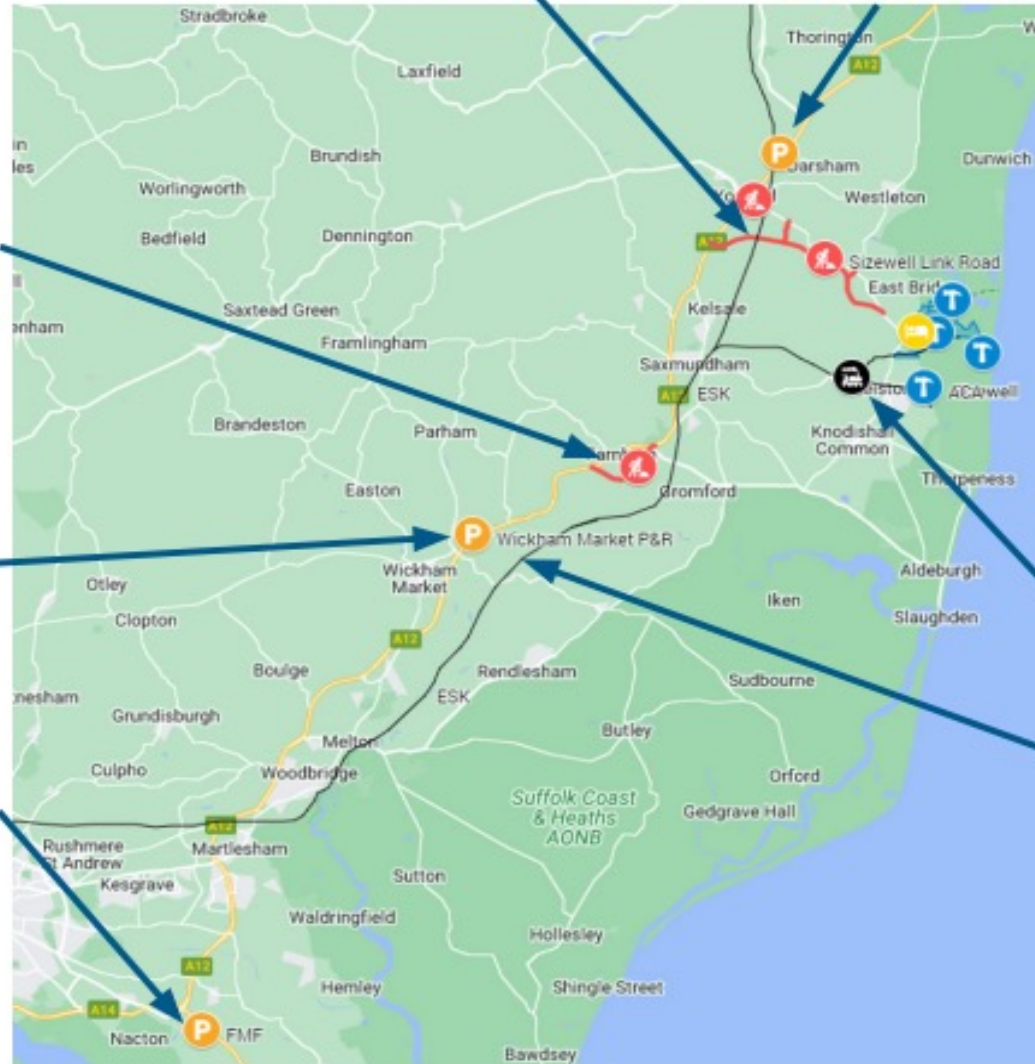 Stradbroke
Thorington
A12
Laxfield
Brundish
Darsham
Dunwich
Worlingworth
Westleton
Bedfield
Dennington
Sizewell Link Road
East Brid
Saxtead Green
Kelsale
Framlingham
Saxmundham
ESK
Brandeston
Parham
Knodishall
Common
Thorpeness
Easton
Gromford
Wickham Market P&R
Wickham
Market
Otley
Aldeburgh
Iken
Clopton
Slaughden
A12
Boulge
Rendlesham
Sudbourne
ESK
Grundisburgh
Butley
Melton
Culpho
Woodbridge
Orford
Suffolk Coast
& Heaths
AONB
Gedgrave Hall
A12
Rushmere
St Andrew
Martlesham
Kesgrave
Sutton
Waldringfield
Hollesley
A12
Hemley
Shingle Street
A14
Nacton
P FMF
Bawdsey